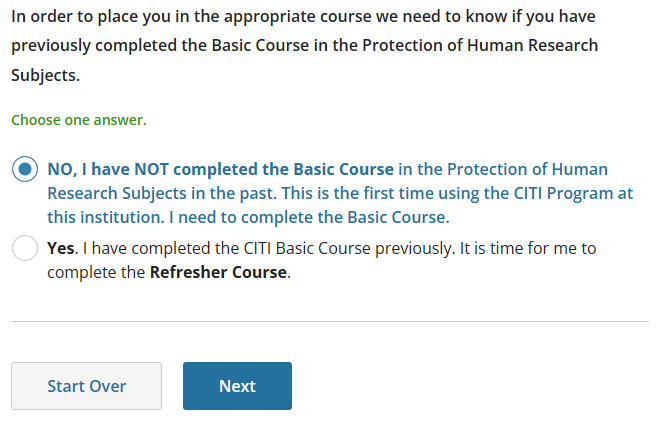 In order to place you in the appropriate course we need to know if you have
previously completed the Basic Course in the Protection of Human Research
Subjects.
Choose one answer.
NO, I have NOT completed the Basic Course in the Protection of Human
Research Subjects in the past. This is the first time using the CITI Program at
this institution. I need to complete the Basic Course.
Yes. I have completed the CITI Basic Course previously. It is time for me to
complete the Refresher Course.
Start Over
Next